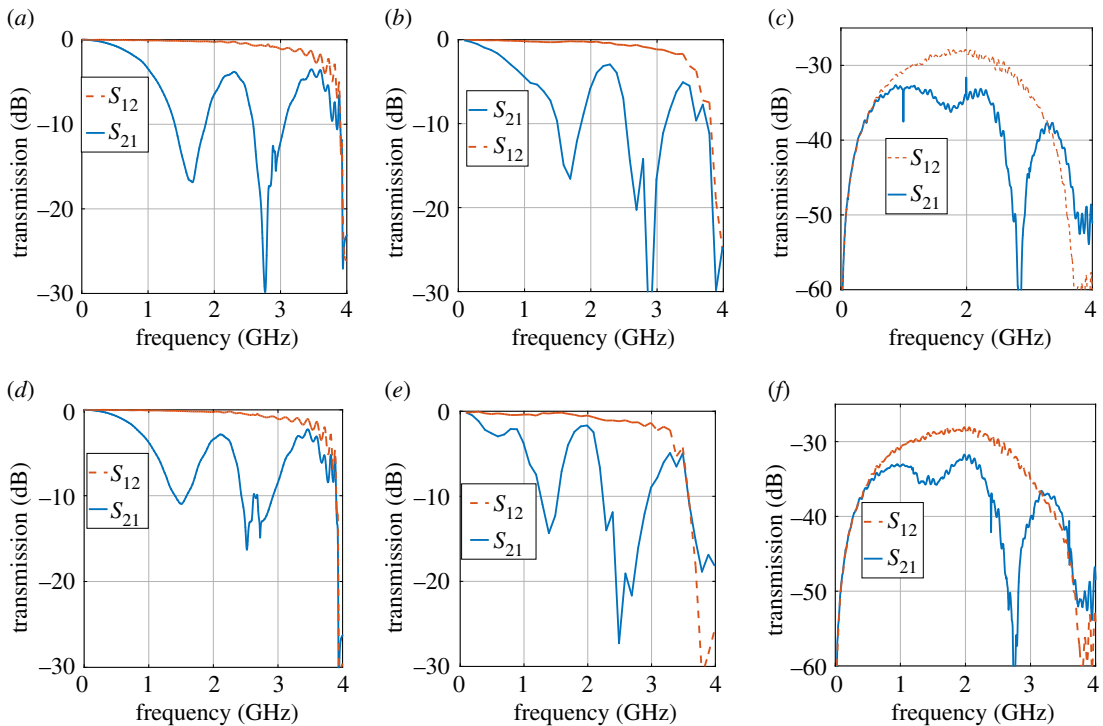 (a)
0
–10
–20
–30
transmission (dB)
S12
S21
0 1 2 3 4
frequency (GHz)
(b)
0
–10
–20
–30
transmission (dB)
S21
S12
0 1 2 3 4
frequency (GHz)
(c)
–30
–40
–50
–60
transmission (dB)
S12
S21
0 2 3 4
frequency (GHz)
(d)
0
–10
–20
–30
transmission (dB)
S12
S21
0 1 2 3 4
frequency (GHz)
(e)
0
–10
–20
–30
transmission (dB)
S12
S21
0 1 2 3 4
frequency (GHz)
(f)
–30
–40
–50
–60
transmission (dB)
S12
S21
0 1 2 3 4
frequency (GHz)